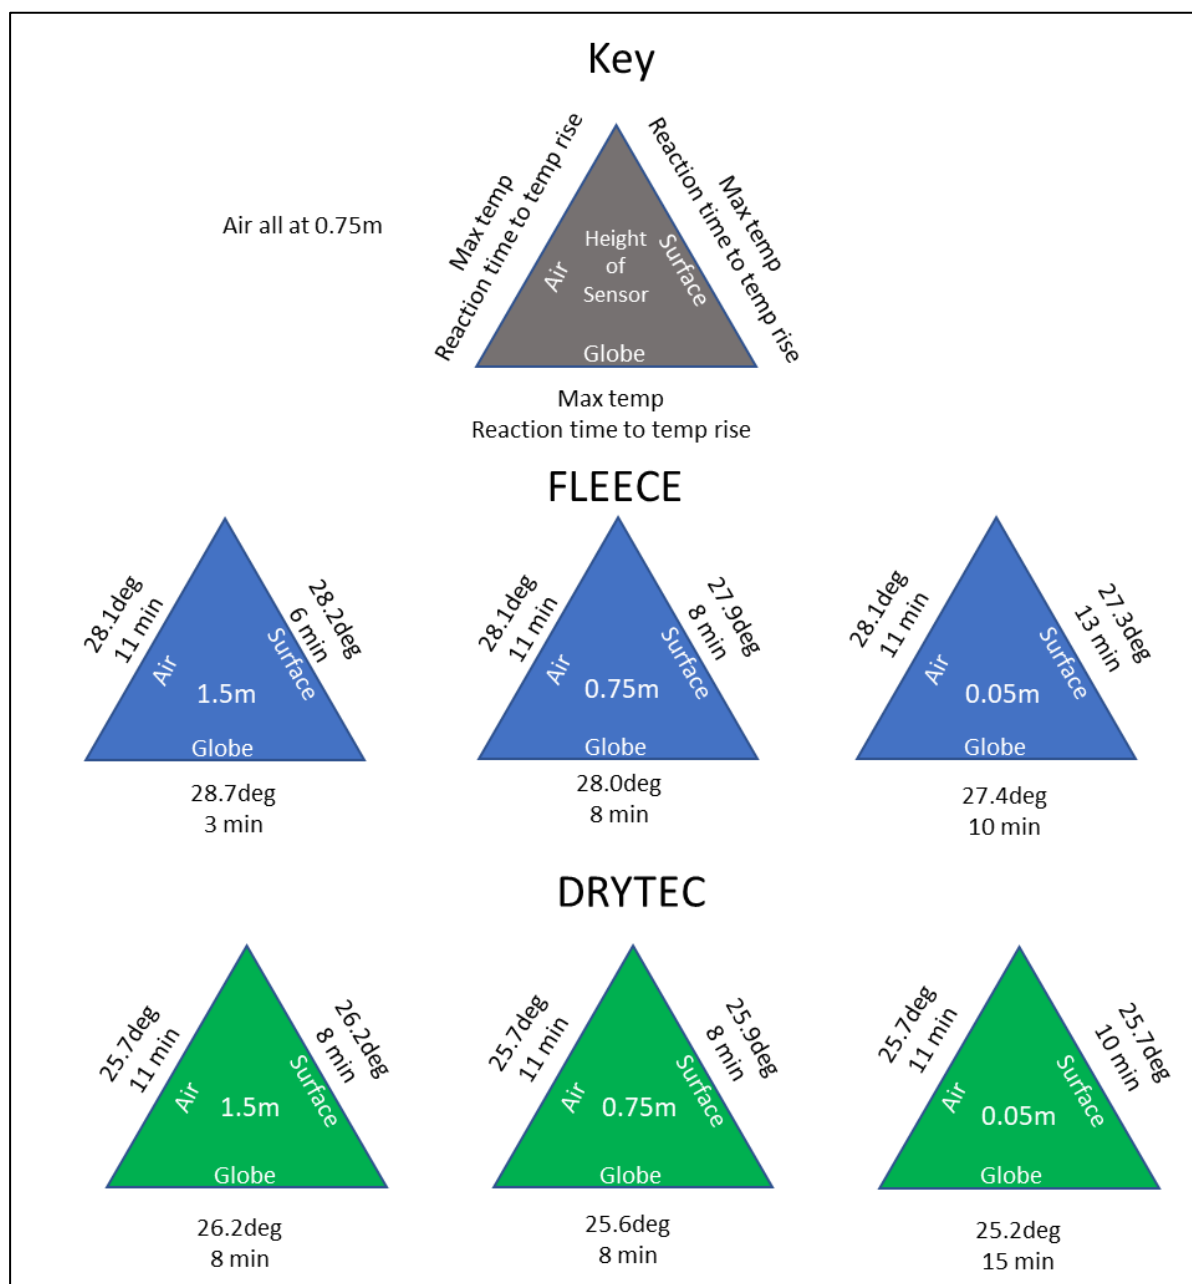 Key
Air all at 0.75m
Max temp
Reaction time to temp rise
Max temp
Reaction time to temp rise
Air
Height
of
Sensor
Surface
Globe
Max temp
Reaction time to temp rise
FLEECE
28.1deg
11 min
28.2deg
6 min
Air
Surface
1.5m
Globe
28.7deg
3 min
28.1deg
11 min
27.9deg
8 min
Air
Surface
0.75m
Globe
28.0deg
8 min
28.1deg
11 min
27.3deg
13 min
Air
Surface
0.05m
Globe
27.4deg
10 min
DRYTEC
25.7deg
11 min
26.2deg
8 min
Air
Surface
1.5m
Globe
26.2deg
8 min
25.7deg
11 min
25.9deg
8 min
Air
Surface
0.75m
Globe
25.6deg
8 min
25.7deg
11 min
25.7deg
10 min
Air
Surface
0.05m
Globe
25.2deg
15 min